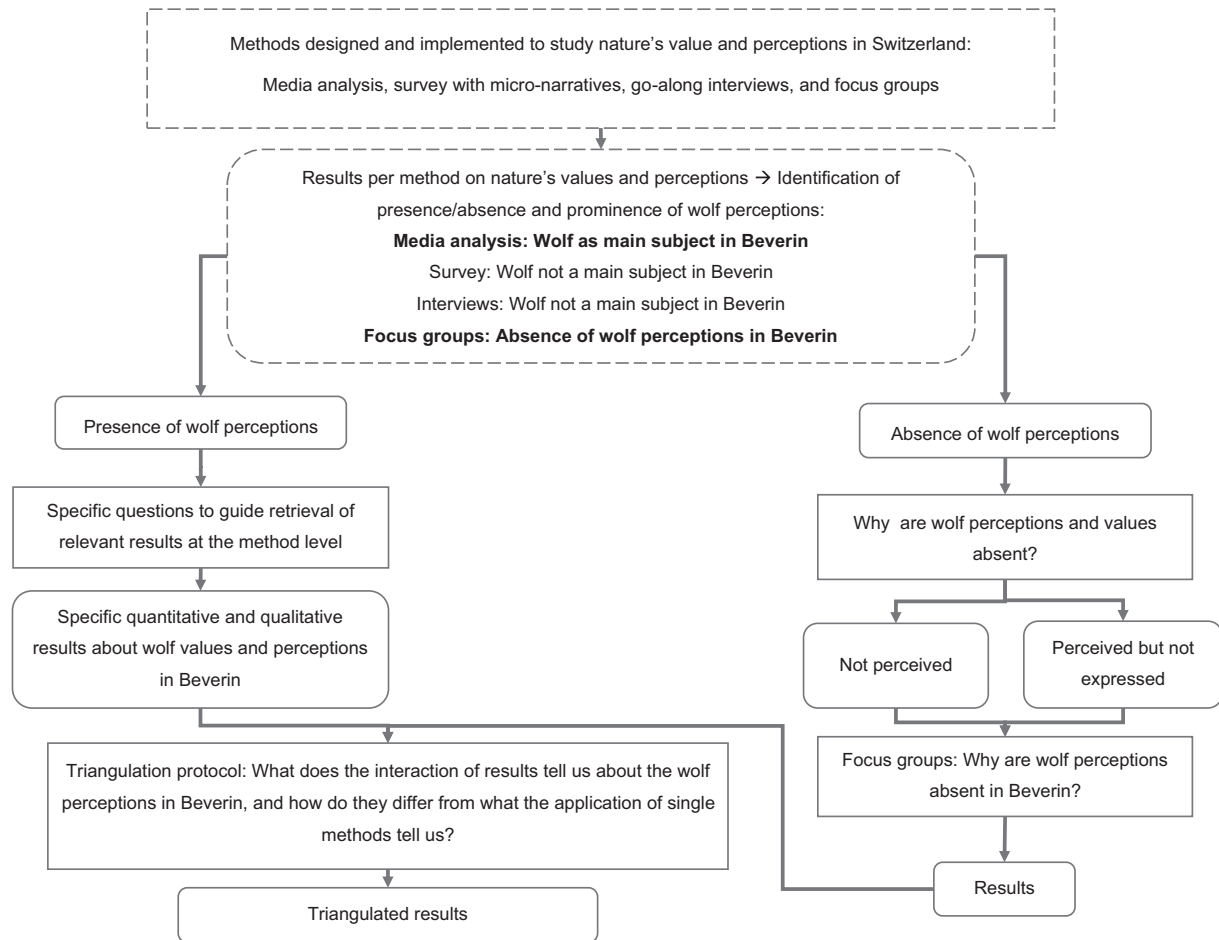 Methods designed and implemented to study nature's value and perceptions in Switzerland:
Media analysis, survey with micro-narratives, go-along interviews, and focus groups
Results per method on nature's values and perceptions → Identification of
presence/absence and prominence of wolf perceptions:
Media analysis: Wolf as main subject in Beverin
Survey: Wolf not a main subject in Beverin
Interviews: Wolf not a main subject in Beverin
Focus groups: Absence of wolf perceptions in Beverin
Presence of wolf perceptions
Specific questions to guide retrieval of
relevant results at the method level
Specific quantitative and qualitative
results about wolf values and perceptions
in Beverin
Absence of wolf perceptions
Why are wolf perceptions and values
absent?
Not perceived
Perceived but not
expressed
Focus groups: Why are wolf perceptions
absent in Beverin?
Results
Triangulation protocol: What does the interaction of results tell us about the wolf
perceptions in Beverin, and how do they differ from what the application of single
methods tell us?
Triangulated results